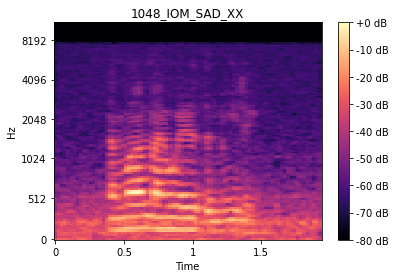 1048_IOM_SAD_XX
+0 dB
8192
-10 dB
4096
-20 dB
-30 dB
2048
Hz
-40 dB
1024
-50 dB
512
-60 dB
-70 dB
0
-80 dB
0
0.5
1
1.5
Time